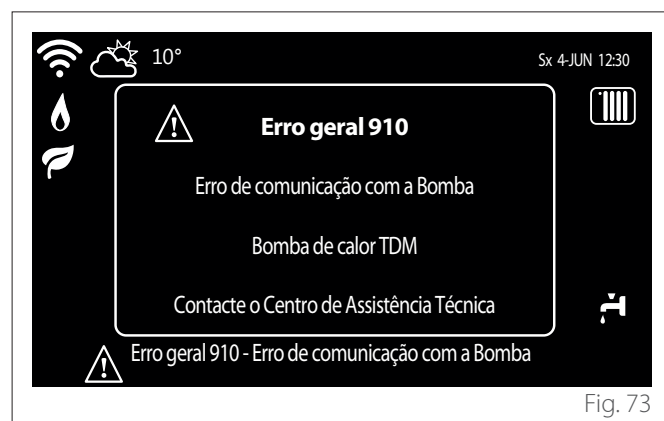 10°
Sx 4-JUN 12:30
Erro geral 910
Erro de comunicação com a Bomba
Bomba de calor TDM
Contacte o Centro de Assistência Técnica
Erro geral 910 - Erro de comunicação com a Bomba
Fig. 73